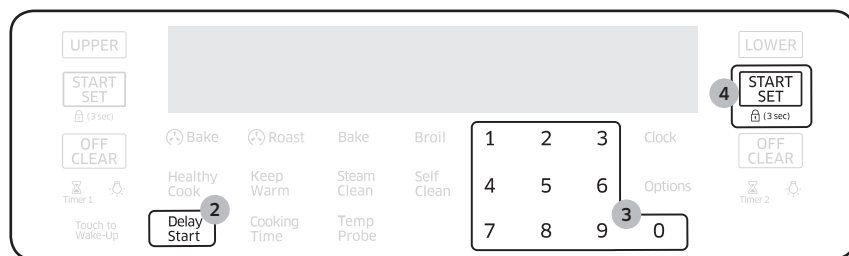 UPPER
LOWER
START
SET
(3 sec)
4
START
SET
(3 sec)
OFF
CLEAR
Bake
Roast
Bake
Broil
1 2 3
Clock
OFF
CLEAR
Timer 1
Healthy
Cook
Keep
Warm
Steam
Clean
Self
Clean
4 5 6
Options
Timer 2
Touch to
Wake-Up
Delay
Start
2
Cooking
Time
Temp
Probe
7 8 9
3
0